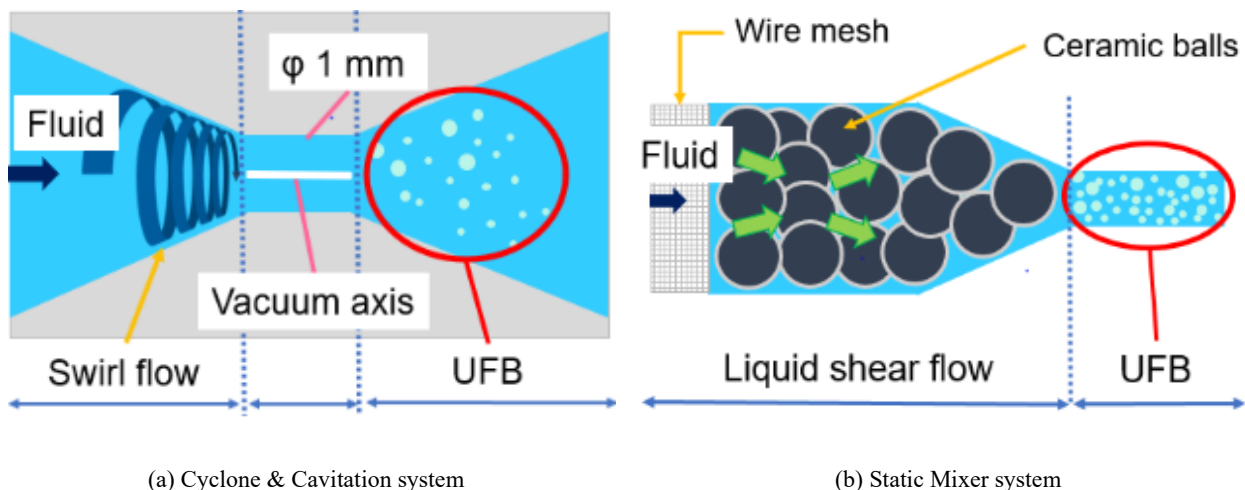 φ 1 mm
Fluid
Vacuum axis
Swirl flow
UFB
(a) Cyclone & Cavitation system
Wire mesh
Ceramic balls
Fluid
Liquid shear flow
UFB
(b) Static Mixer system